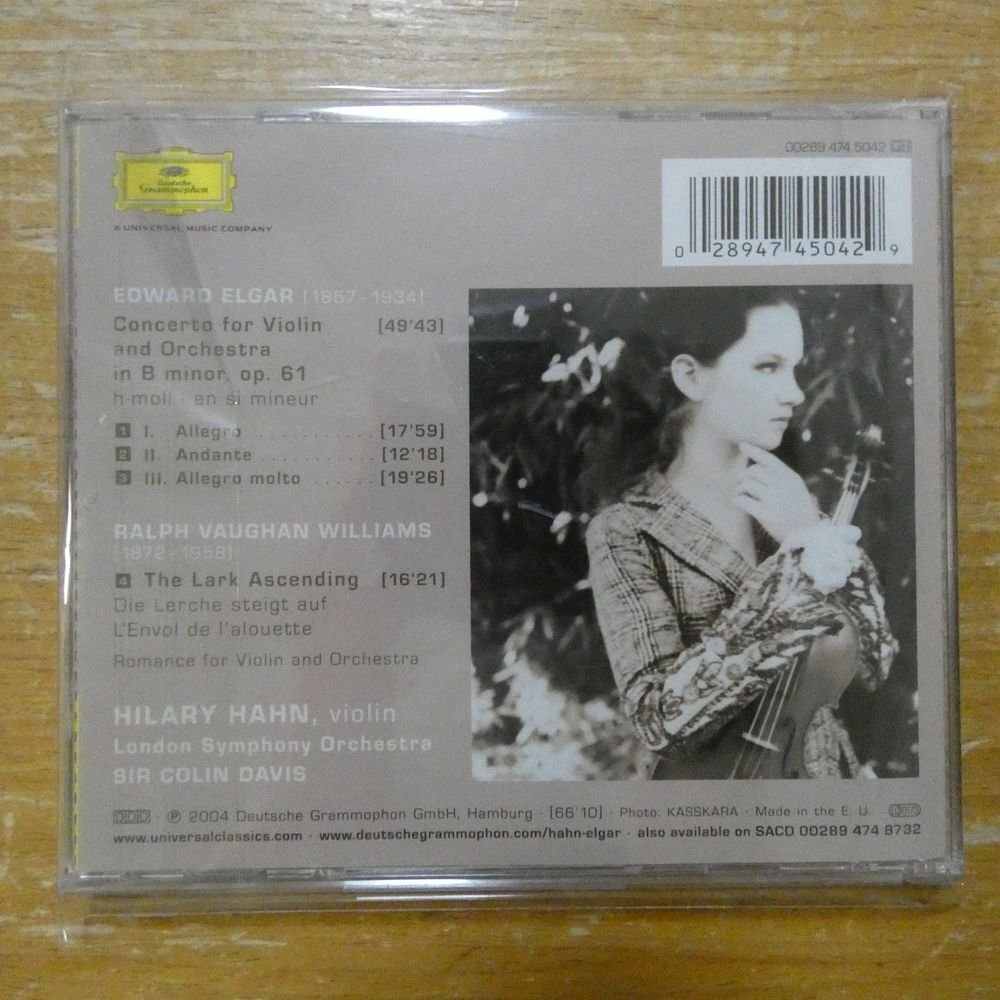 Deutsche
Grammophon
A UNIVERSAL MUSIC COMPANY
00289 474 5042 GH
0 28947 45042 9
EDWARD ELGAR [1857-1934]
Concerto for Violin [49'43]
and Orchestra
in B minor, op. 61
h-moll · en si mineur
1 I. Allegro ........... [17'59]
2 II. Andante ........... [12'18]
3 III. Allegro molto ...... [19'26]
RALPH VAUGHAN WILLIAMS
[1872-1958]
4 The Lark Ascending [16'21]
Die Lerche steigt auf
L'Envol de l'alouette
Romance for Violin and Orchestra
HILARY HAHN, violin
London Symphony Orchestra
SIR COLIN DAVIS
DDD · ℗ 2004 Deutsche Grammophon GmbH, Hamburg · [66'10] · Photo: KASSKARA · Made in the E. U.
www.universalclassics.com · www.deutschegrammophon.com/hahn-elgar · also available on SACD 00289 474 8732